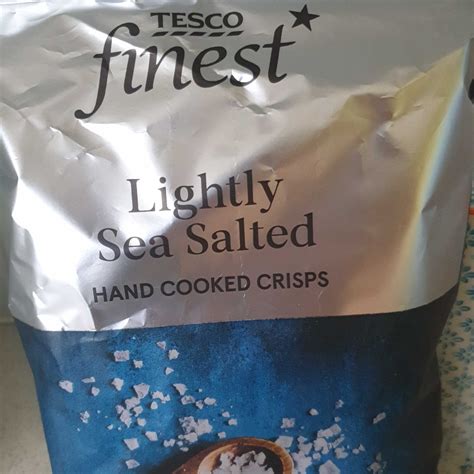 TESCO
finest*
Lightly
Sea Salted
HAND COOKED CRISPS